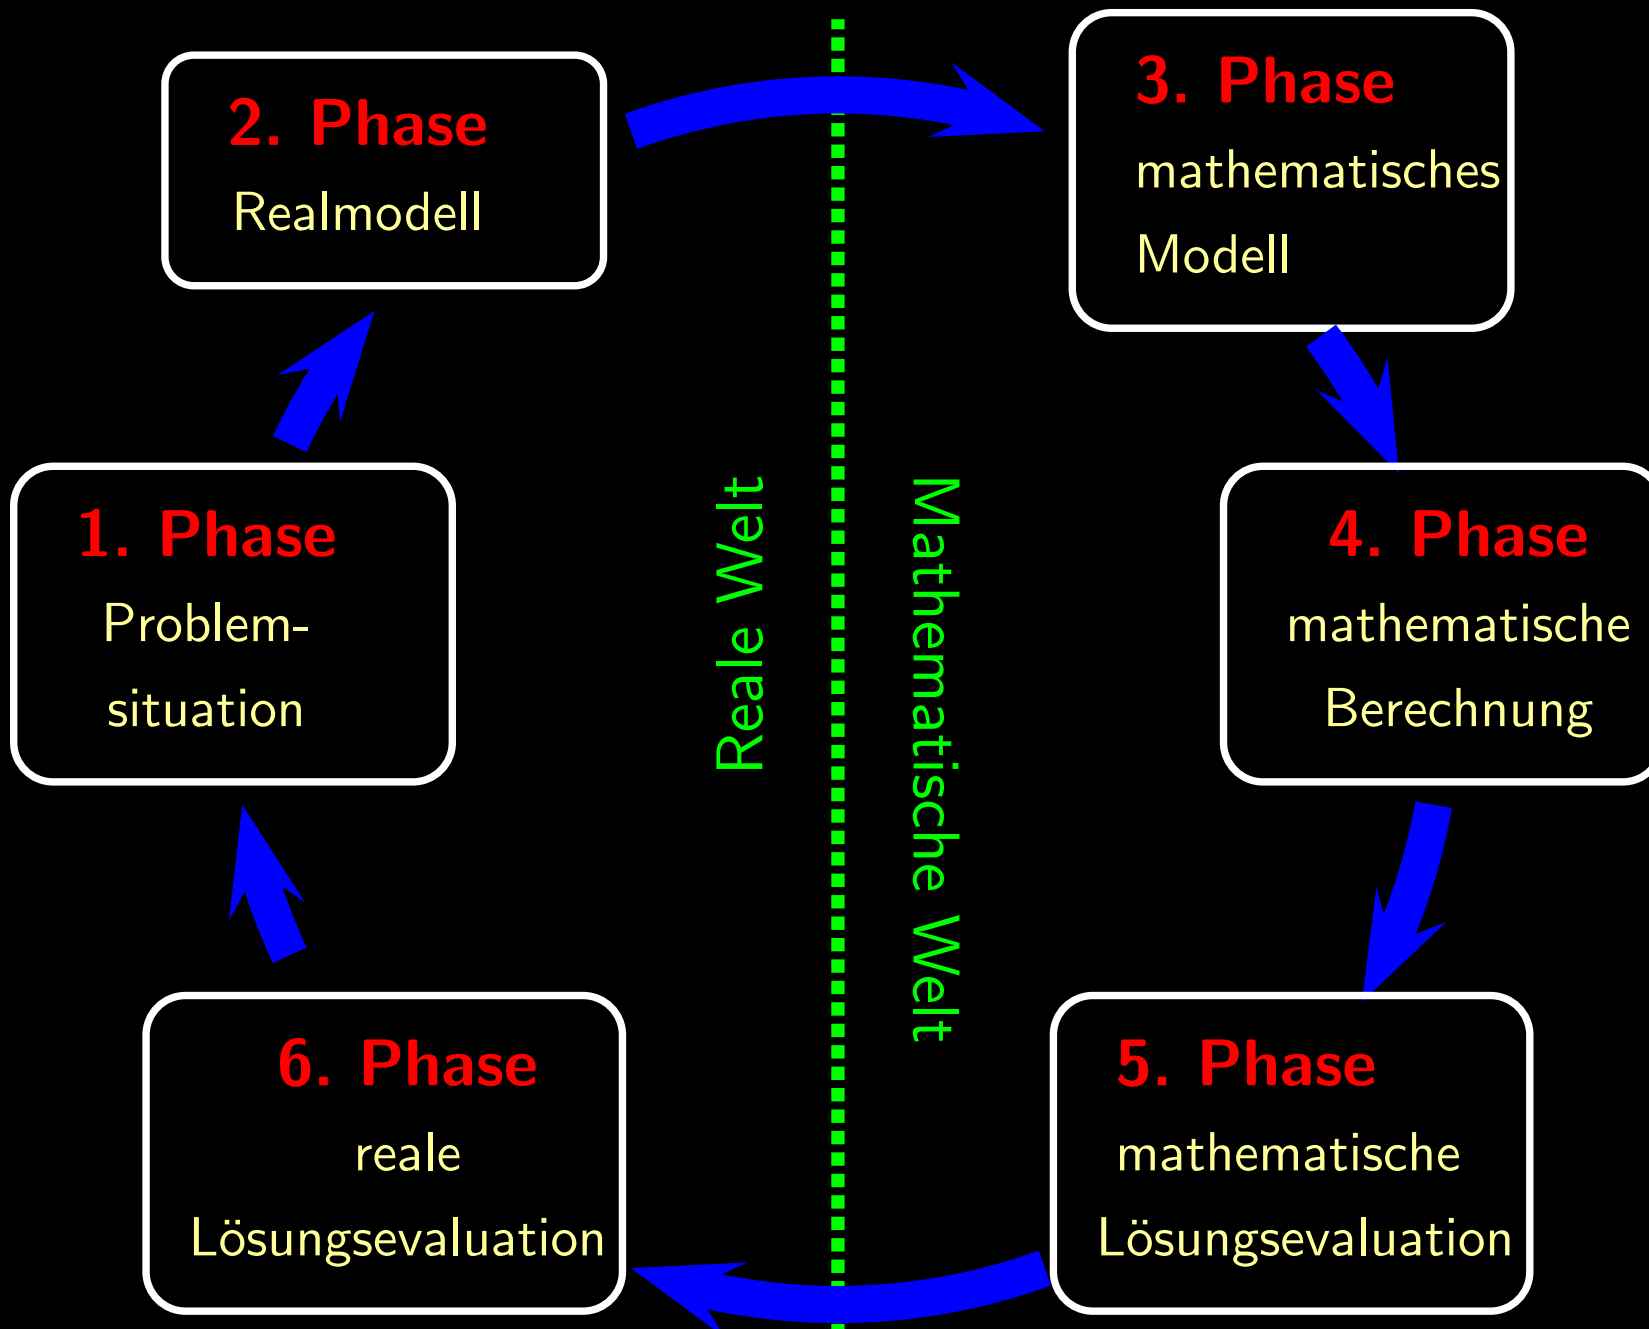 2. Phase
Realmodell
3. Phase
mathematisches
Modell
1. Phase
Problem-
situation
Reale Welt
Mathematische Welt
4. Phase
mathematische
Berechnung
6. Phase
reale
Lösungsevaluation
5. Phase
mathematische
Lösungsevaluation